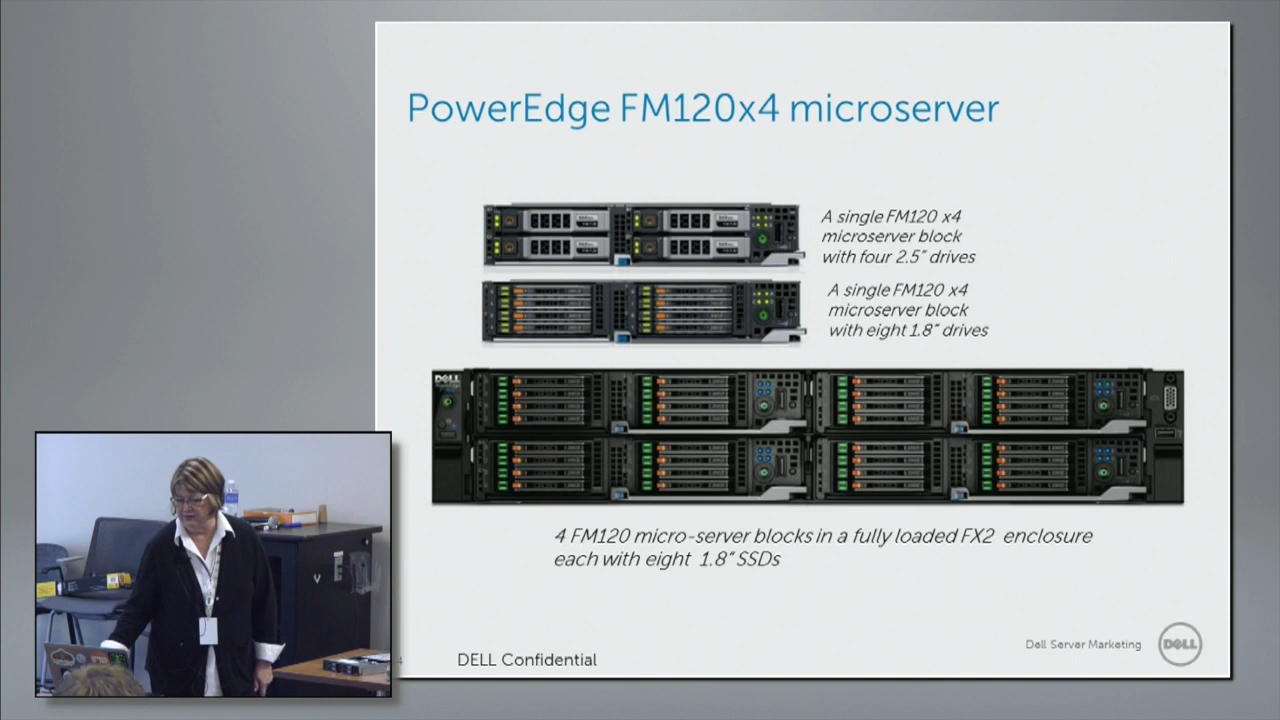 PowerEdge FM120x4 microserver
A single FM120 x4
microserver block
with four 2.5" drives
A single FM120 x4
microserver block
with eight 1.8" drives
DELL
4 FM120 micro-server blocks in a fully loaded FX2 enclosure
each with eight 1.8" SSDs
Dell Server Marketing
DELL
DELL Confidential